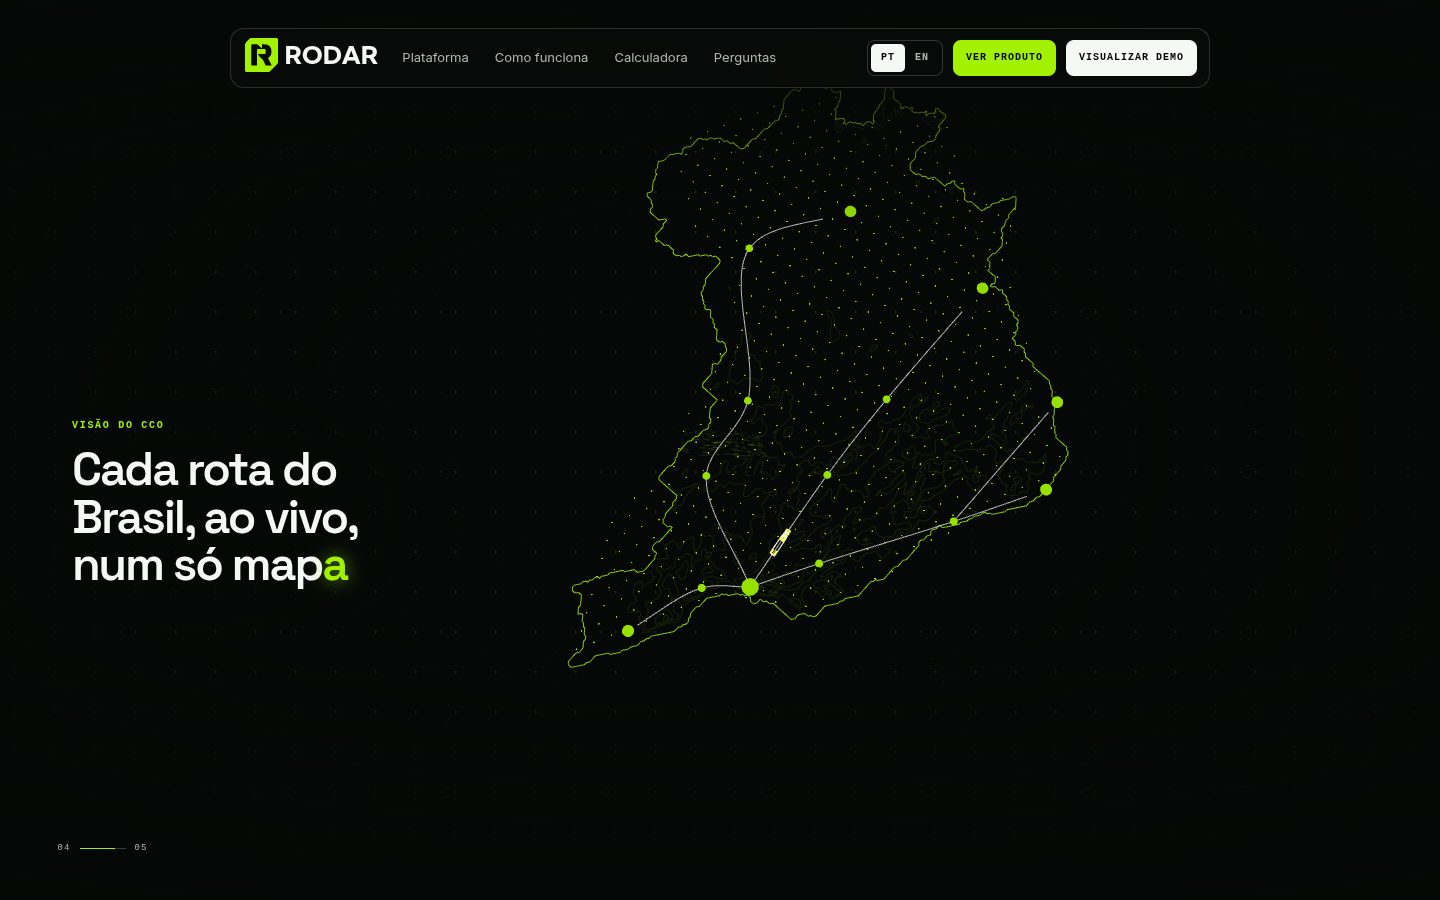 RODAR
Plataforma
Como funciona
Calculadora
Perguntas
PT
EN
VER PRODUTO
VISUALIZAR DEMO
VISÃO DO CCO
Cada rota do
Brasil, ao vivo,
num só mapa
04
05